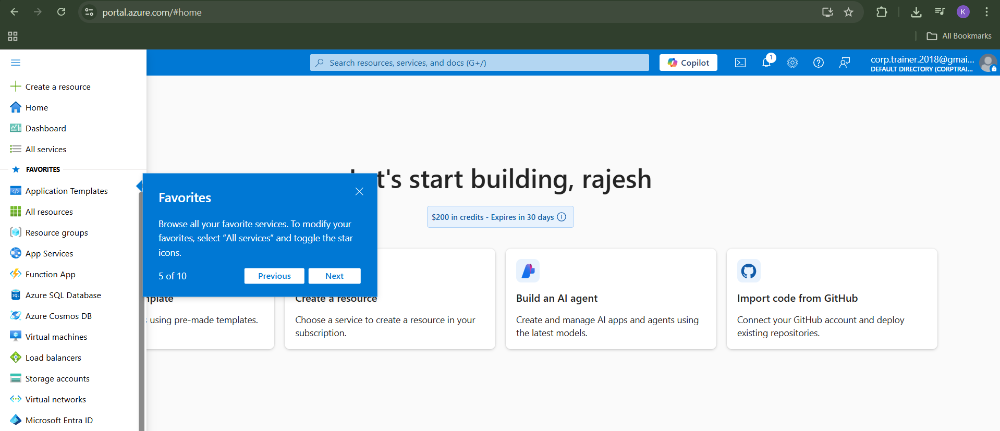 portal.azure.com/#home
K
All Bookmarks
Search resources, services, and docs (G+/)
Copilot
1
corp.trainer.2018@gmai...
DEFAULT DIRECTORY (CORPTRAI...
Create a resource
Home
Dashboard
All services
FAVORITES
Application Templates
All resources
Resource groups
App Services
Function App
SQL
Azure SQL Database
Azure Cosmos DB
Virtual machines
Load balancers
Storage accounts
Virtual networks
Microsoft Entra ID
Favorites
Browse all your favorite services. To modify your
favorites, select “All services” and toggle the star
icons.
5 of 10
Previous
Next
t's start building, rajesh
$200 in credits - Expires in 30 days
plate
using pre-made templates.
Create a resource
Choose a service to create a resource in your
subscription.
Build an AI agent
Create and manage AI apps and agents using
the latest models.
Import code from GitHub
Connect your GitHub account and deploy
existing repositories.